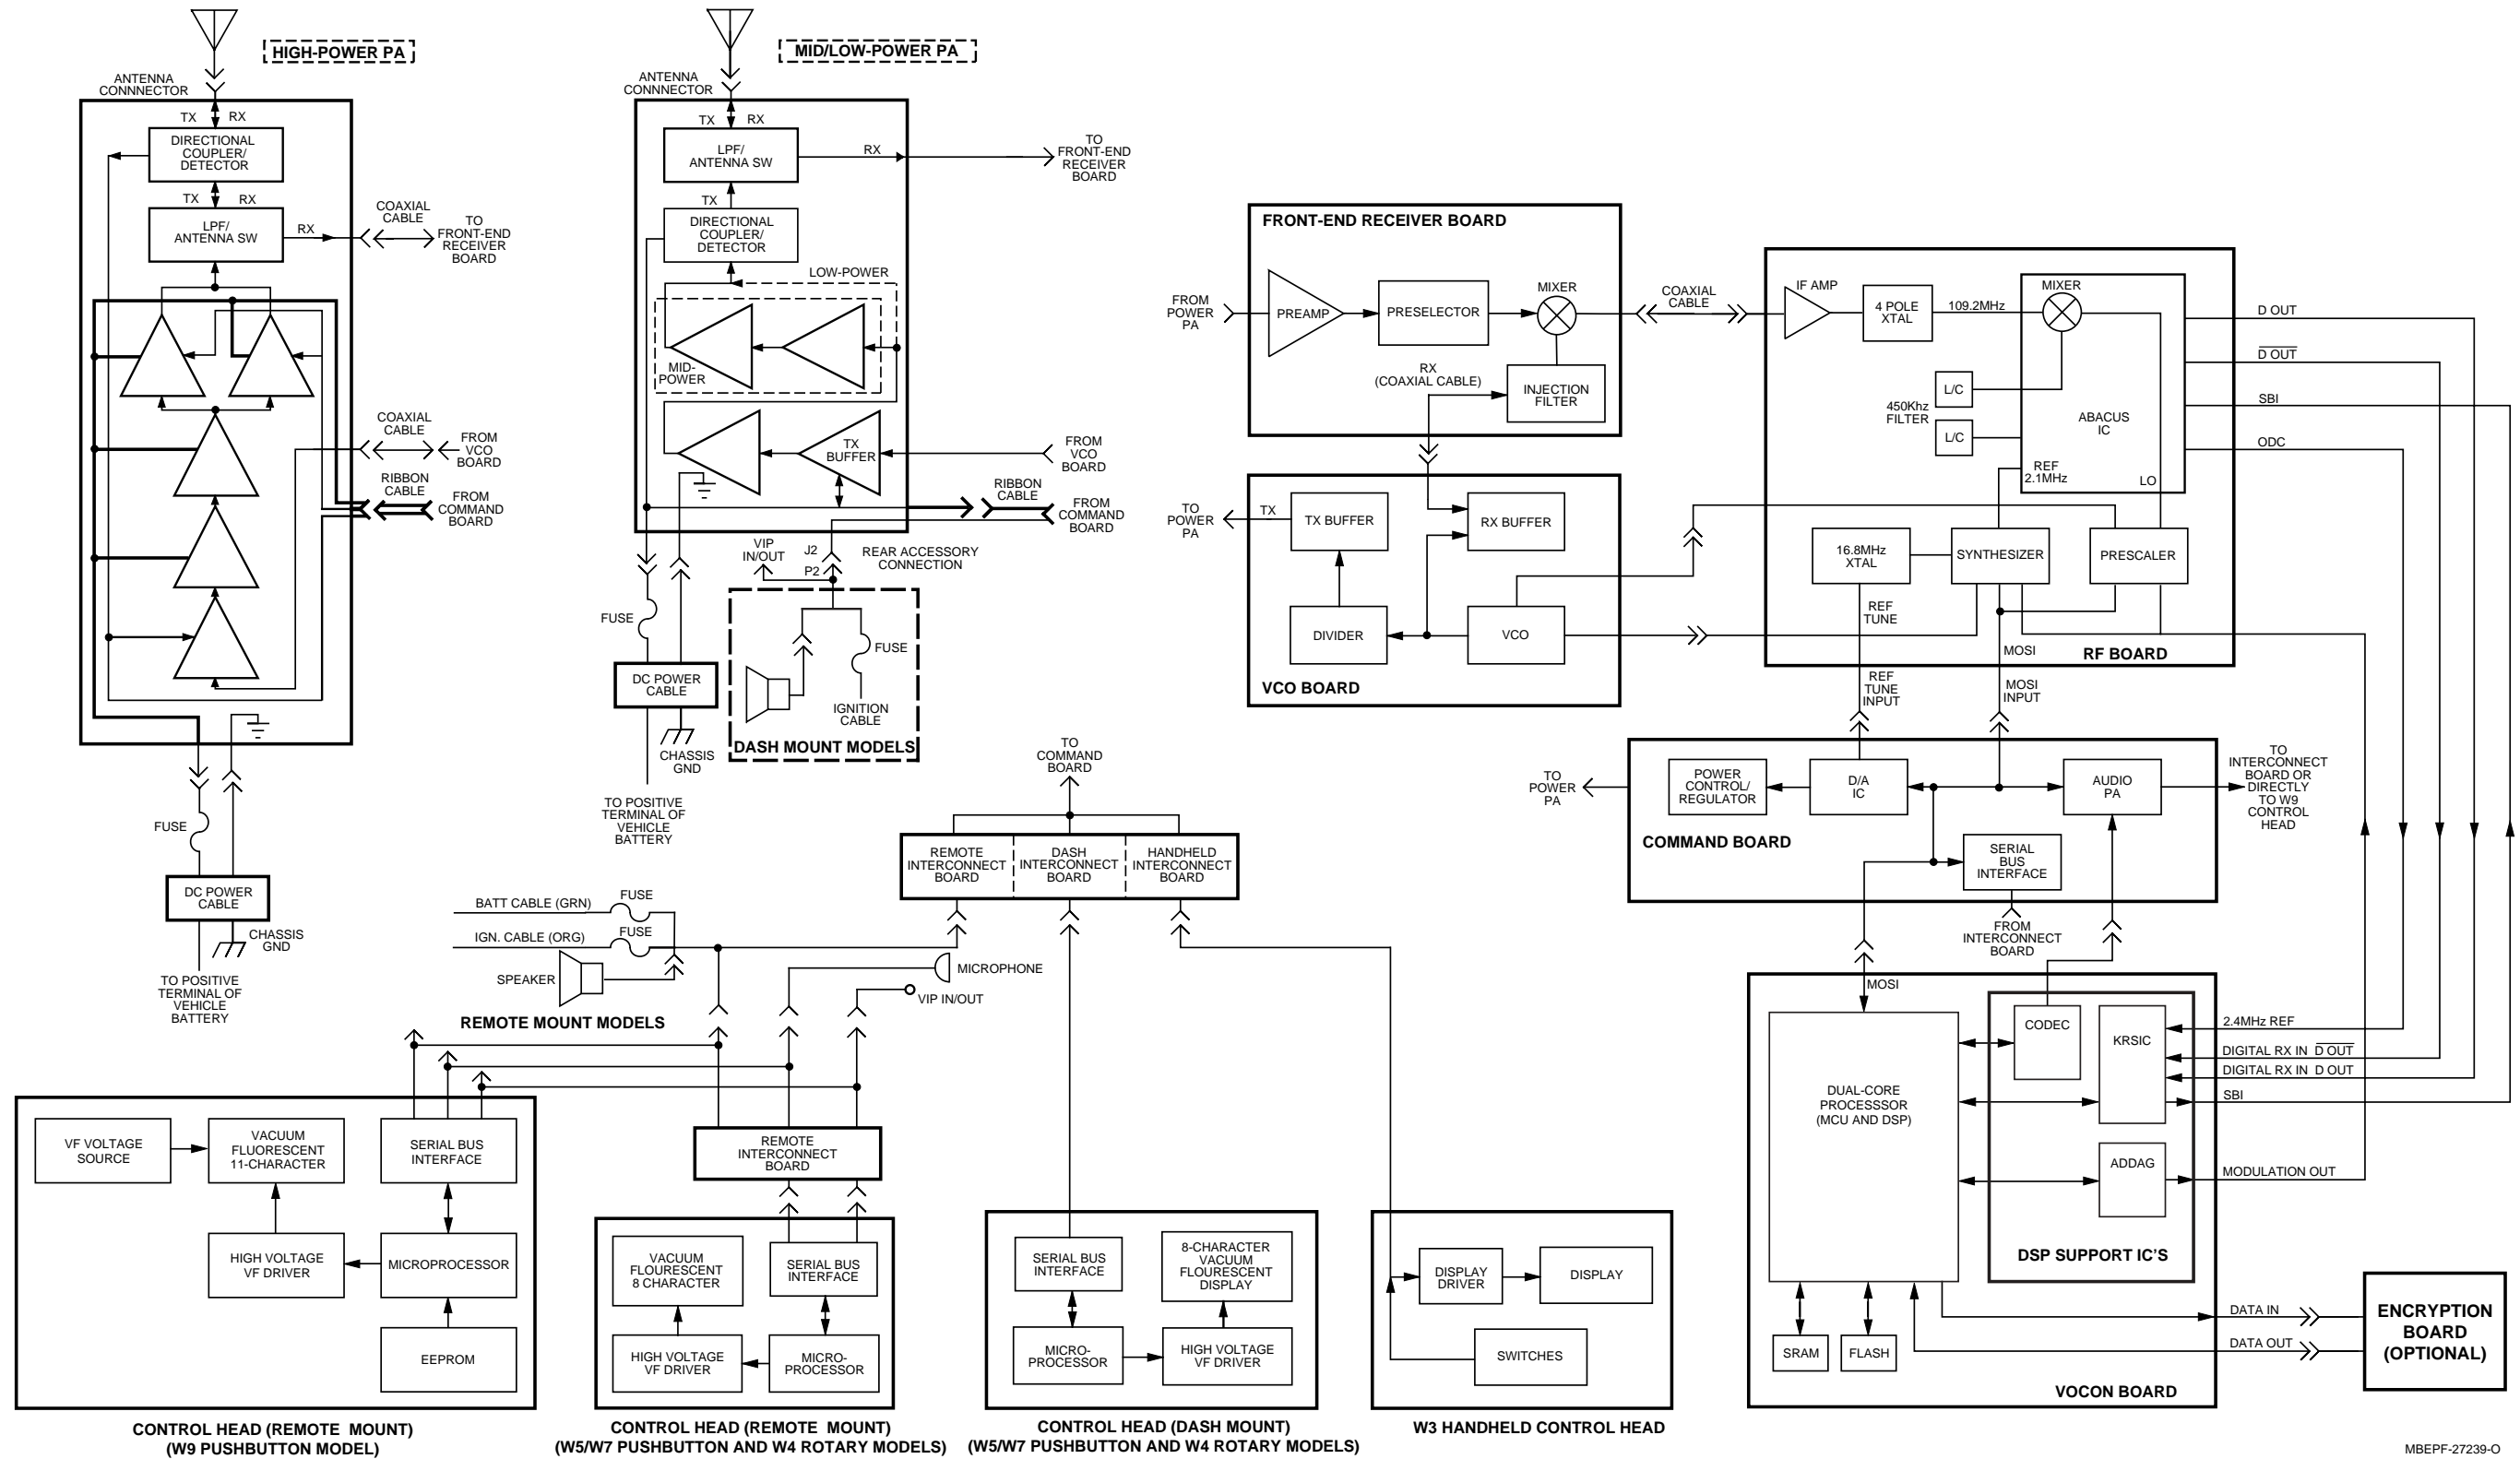 HIGH-POWER PA
ANTENNA
CONNNECTOR
TX
RX
DIRECTIONAL
COUPLER/
DETECTOR
TX
RX
LPF/
ANTENNA SW
RX
COAXIAL
CABLE
TO
FRONT-END
RECEIVER
BOARD
COAXIAL
CABLE
FROM
VCO
BOARD
RIBBON
CABLE
FROM
COMMAND
BOARD
FUSE
DC POWER
CABLE
CHASSIS
GND
TO POSITIVE
TERMINAL OF
VEHICLE
BATTERY
MID/LOW-POWER PA
ANTENNA
CONNNECTOR
TX
RX
LPF/
ANTENNA SW
RX
TO
FRONT-END
RECEIVER
BOARD
TX
DIRECTIONAL
COUPLER/
DETECTOR
LOW-POWER
MID-
POWER
TX
BUFFER
FROM
VCO
BOARD
RIBBON
CABLE
FROM
COMMAND
BOARD
VIP
IN/OUT
J2
P2
REAR ACCESSORY
CONNECTION
FUSE
DC POWER
CABLE
CHASSIS
GND
TO POSITIVE
TERMINAL OF
VEHICLE
BATTERY
FUSE
IGNITION
CABLE
DASH MOUNT MODELS
FRONT-END RECEIVER BOARD
FROM
POWER
PA
PREAMP
PRESELECTOR
MIXER
RX
(COAXIAL CABLE)
INJECTION
FILTER
COAXIAL
CABLE
TO
POWER
PA
TX
TX BUFFER
RX BUFFER
DIVIDER
VCO
VCO BOARD
IF AMP
4 POLE
XTAL
109.2MHz
MIXER
L/C
450Khz
FILTER
L/C
ABACUS
IC
REF
2.1MHz
LO
16.8MHz
XTAL
SYNTHESIZER
PRESCALER
REF
TUNE
MOSI
RF BOARD
D OUT
D OUT
SBI
ODC
REF
TUNE
INPUT
MOSI
INPUT
TO
POWER
PA
POWER
CONTROL/
REGULATOR
D/A
IC
AUDIO
PA
COMMAND BOARD
SERIAL
BUS
INTERFACE
TO
INTERCONNECT
BOARD OR
DIRECTLY
TO W9
CONTROL
HEAD
FROM
INTERCONNECT
BOARD
MOSI
CODEC
KRSIC
DUAL-CORE
PROCESSSOR
(MCU AND DSP)
ADDAG
DSP SUPPORT IC'S
2.4MHz REF
DIGITAL RX IN D OUT
DIGITAL RX IN D OUT
SBI
MODULATION OUT
SRAM
FLASH
VOCON BOARD
DATA IN
DATA OUT
ENCRYPTION
BOARD
(OPTIONAL)
TO
COMMAND
BOARD
REMOTE
INTERCONNECT
BOARD
DASH
INTERCONNECT
BOARD
HANDHELD
INTERCONNECT
BOARD
BATT CABLE (GRN)
FUSE
IGN. CABLE (ORG)
FUSE
SPEAKER
MICROPHONE
VIP IN/OUT
REMOTE MOUNT MODELS
VF VOLTAGE
SOURCE
VACUUM
FLUORESCENT
11-CHARACTER
SERIAL BUS
INTERFACE
HIGH VOLTAGE
VF DRIVER
MICROPROCESSOR
EEPROM
CONTROL HEAD (REMOTE MOUNT)
(W9 PUSHBUTTON MODEL)
REMOTE
INTERCONNECT
BOARD
VACUUM
FLOURESCENT
8 CHARACTER
SERIAL BUS
INTERFACE
HIGH VOLTAGE
VF DRIVER
MICRO-
PROCESSOR
CONTROL HEAD (REMOTE MOUNT)
(W5/W7 PUSHBUTTON AND W4 ROTARY MODELS)
SERIAL BUS
INTERFACE
8-CHARACTER
VACUUM
FLOURESCENT
DISPLAY
MICRO-
PROCESSOR
HIGH VOLTAGE
VF DRIVER
CONTROL HEAD (DASH MOUNT)
(W5/W7 PUSHBUTTON AND W4 ROTARY MODELS)
DISPLAY
DRIVER
DISPLAY
SWITCHES
W3 HANDHELD CONTROL HEAD
MBEPF-27239-O